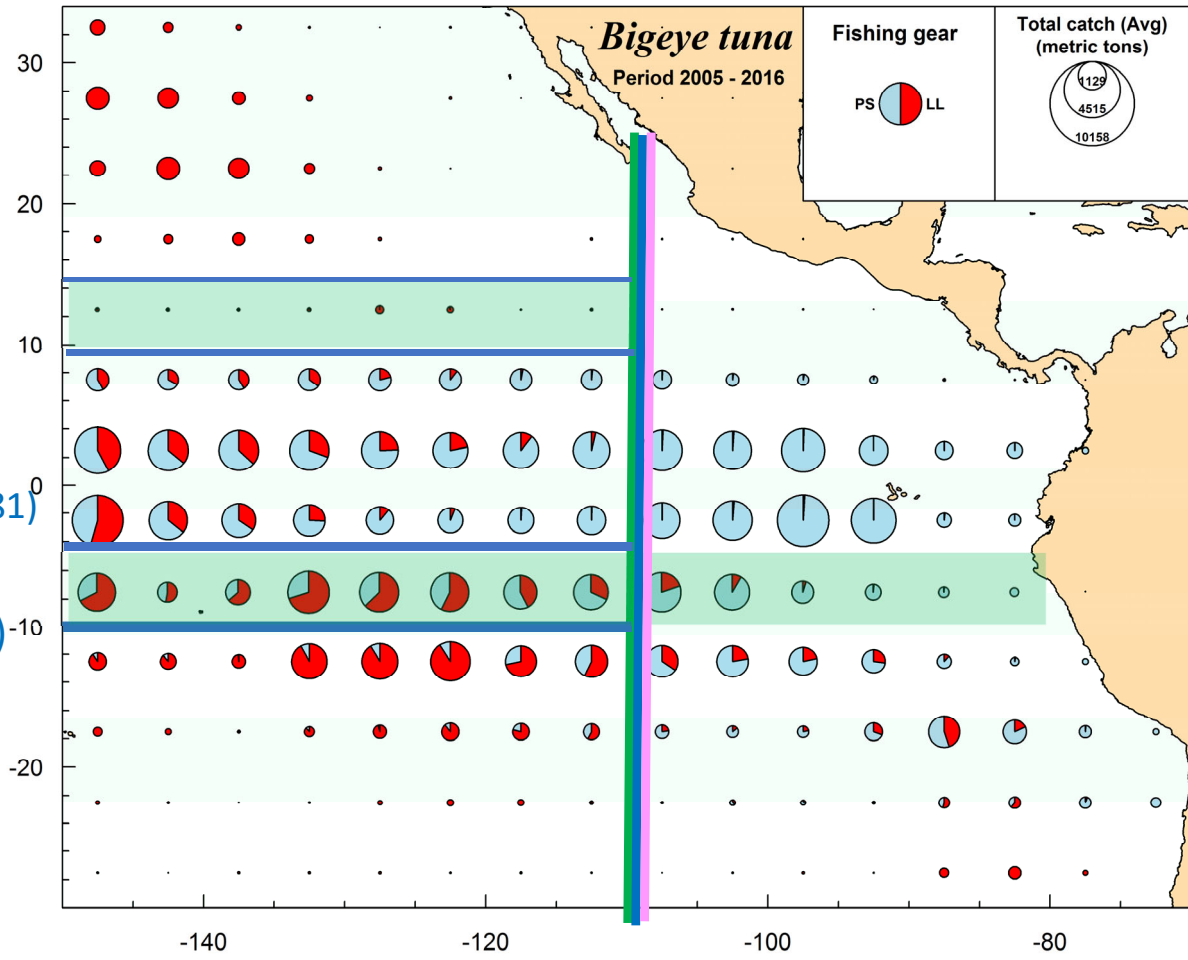 Bigeye tuna
Period 2005 - 2016
Fishing gear
PS LL
Total catch (Avg)
(metric tons)
1129
4515
10158
30
20
10
0
31)
-10
)
-20
-140 -120 -100 -80